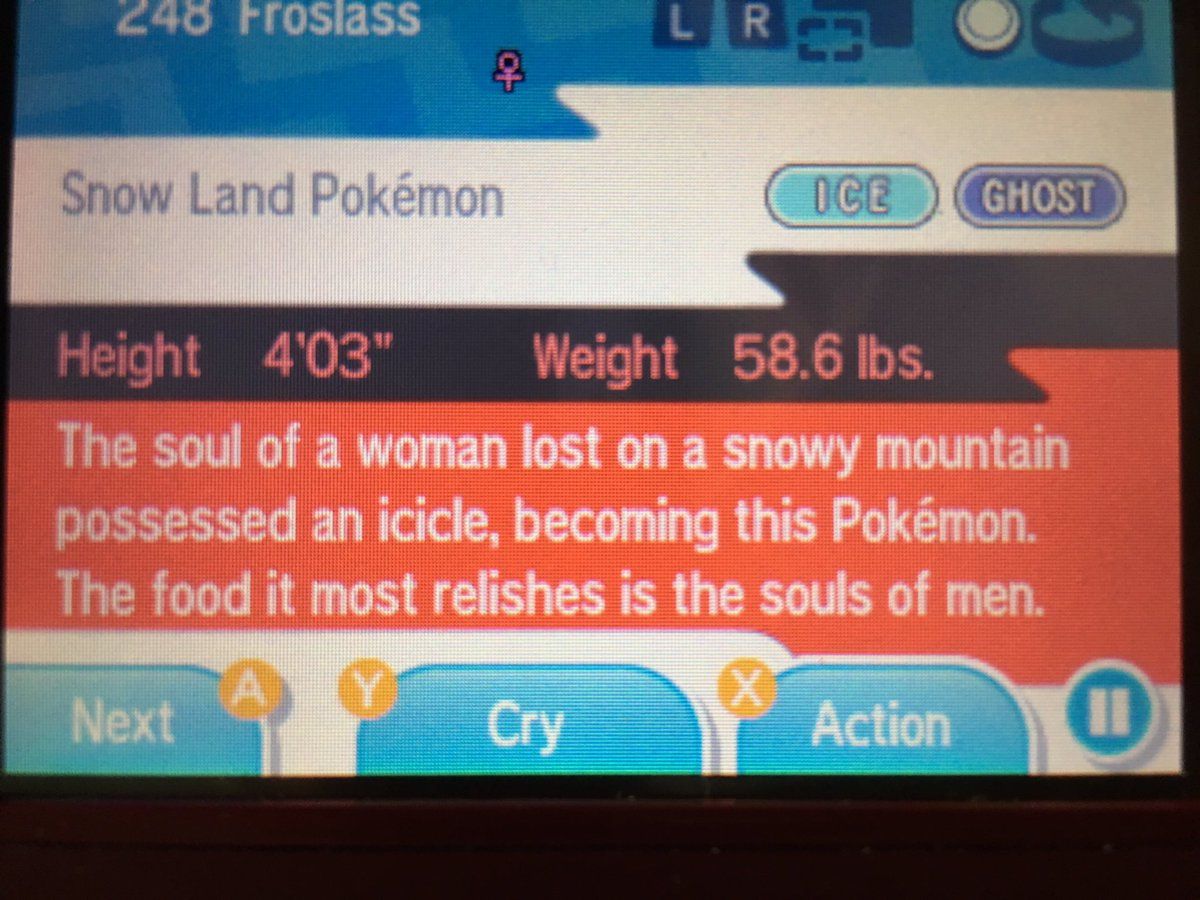 248 Froslass
L R
♀
Snow Land Pokémon
ICE GHOST
Height 4'03" Weight 58.6 lbs.
The soul of a woman lost on a snowy mountain
possessed an icicle, becoming this Pokémon.
The food it most relishes is the souls of men.
Next A Y Cry X Action